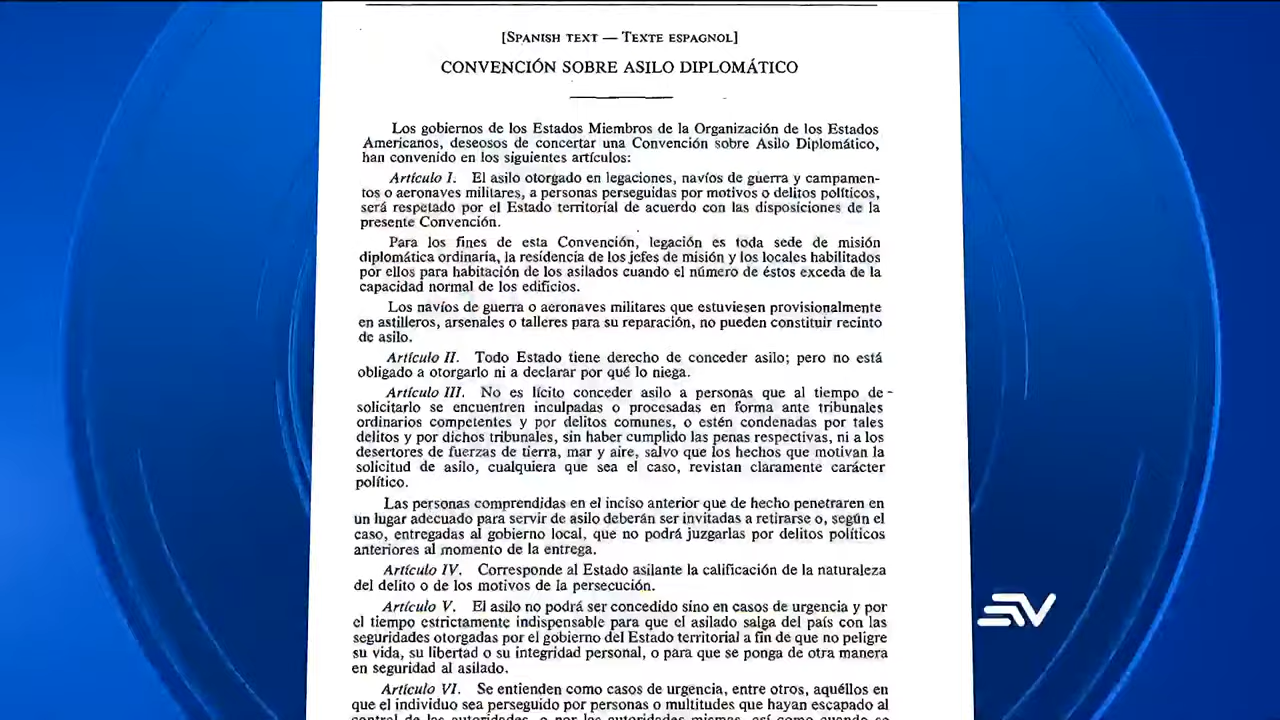 [Spanish text — Texte espagnol]
CONVENCIÓN SOBRE ASILO DIPLOMÁTICO
Los gobiernos de los Estados Miembros de la Organización de los Estados
Americanos, deseosos de concertar una Convención sobre Asilo Diplomático,
han convenido en los siguientes artículos:
Artículo I. El asilo otorgado en legaciones, navíos de guerra y campamen-
tos o aeronaves militares, a personas perseguidas por motivos o delitos políticos,
será respetado por el Estado territorial de acuerdo con las disposiciones de la
presente Convención.
Para los fines de esta Convención, legación es toda sede de misión
diplomática ordinaria, la residencia de los jefes de misión y los locales habilitados
por ellos para habitación de los asilados cuando el número de éstos exceda de la
capacidad normal de los edificios.
Los navíos de guerra o aeronaves militares que estuviesen provisionalmente
en astilleros, arsenales o talleres para su reparación, no pueden constituir recinto
de asilo.
Artículo II. Todo Estado tiene derecho de conceder asilo; pero no está
obligado a otorgarlo ni a declarar por qué lo niega.
Artículo III. No es lícito conceder asilo a personas que al tiempo de
solicitarlo se encuentren inculpadas o procesadas en forma ante tribunales
ordinarios competentes y por delitos comunes, o estén condenadas por tales
delitos y por dichos tribunales, sin haber cumplido las penas respectivas, ni a los
desertores de fuerzas de tierra, mar y aire, salvo que los hechos que motivan la
solicitud de asilo, cualquiera que sea el caso, revistan claramente carácter
político.
Las personas comprendidas en el inciso anterior que de hecho penetraren en
un lugar adecuado para servir de asilo deberán ser invitadas a retirarse o, según el
caso, entregadas al gobierno local, que no podrá juzgarlas por delitos políticos
anteriores al momento de la entrega.
Artículo IV. Corresponde al Estado asilante la calificación de la naturaleza
del delito o de los motivos de la persecución.
Artículo V. El asilo no podrá ser concedido sino en casos de urgencia y por
el tiempo estrictamente indispensable para que el asilado salga del país con las
seguridades otorgadas por el gobierno del Estado territorial a fin de que no peligre
su vida, su libertad o su integridad personal, o para que se ponga de otra manera
en seguridad al asilado.
Artículo VI. Se entienden como casos de urgencia, entre otros, aquéllos en
que el individuo sea perseguido por personas o multitudes que hayan escapado al
control de las autoridades, o por las autoridades mismas, así como cuando se